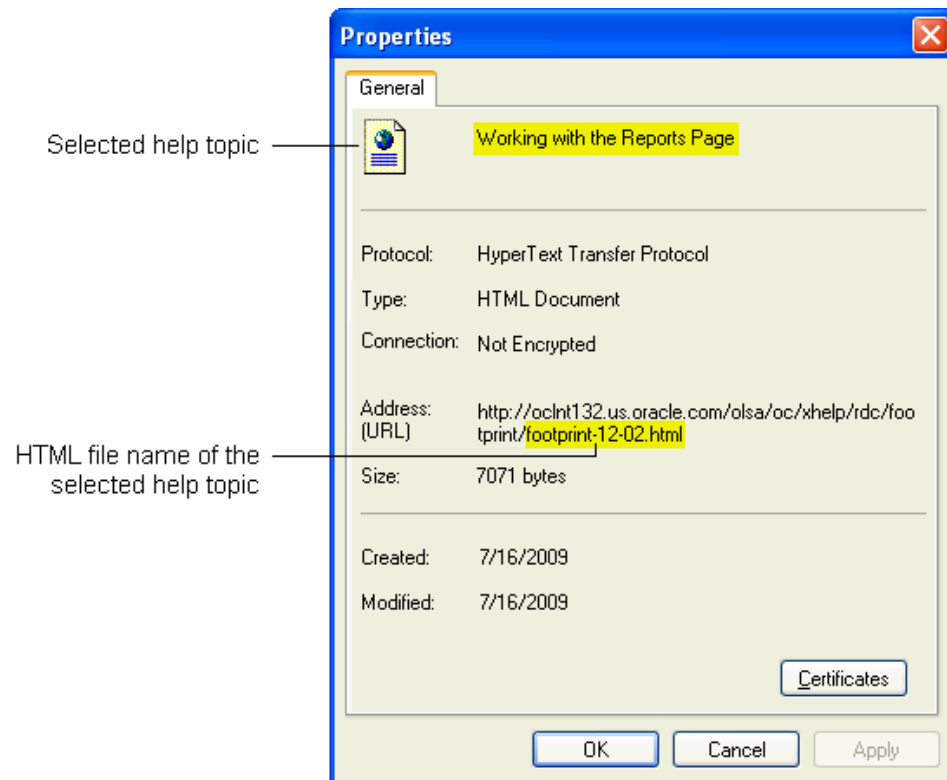 Properties
General
Selected help topic
Working with the Reports Page
Protocol: HyperText Transfer Protocol
Type: HTML Document
Connection: Not Encrypted
Address: http://oclnt132.us.oracle.com/olsa/oc/xhelp/rdc/foo
(URL) tprint/footprint-12-02.html
HTML file name of the
selected help topic
Size: 7071 bytes
Created: 7/16/2009
Modified: 7/16/2009
Certificates
OK Cancel Apply